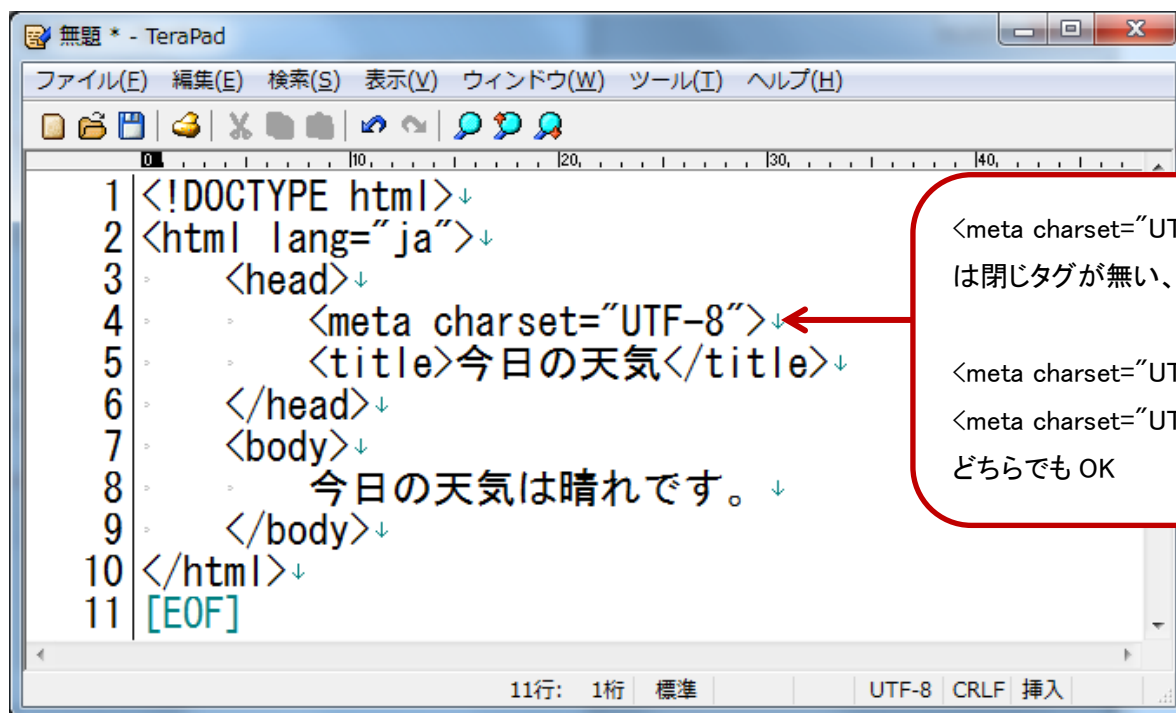 無題 * - TeraPad
ファイル(F) 編集(E) 検索(S) 表示(V) ウィンドウ(W) ツール(T) ヘルプ(H)
0 10 20 30 40
1 <!DOCTYPE html>↓
2 <html lang="ja">↓
3 <head>↓
4 <meta charset="UTF-8">↓
5 <title>今日の天気</title>↓
6 </head>↓
7 <body>↓
8 今日の天気は晴れです。↓
9 </body>↓
10 </html>↓
11 [EOF]
<meta charset="UT
は閉じタグが無い、
<meta charset="UT
<meta charset="UT
どちらでも OK
11行: 1桁 標準 UTF-8 CRLF 挿入